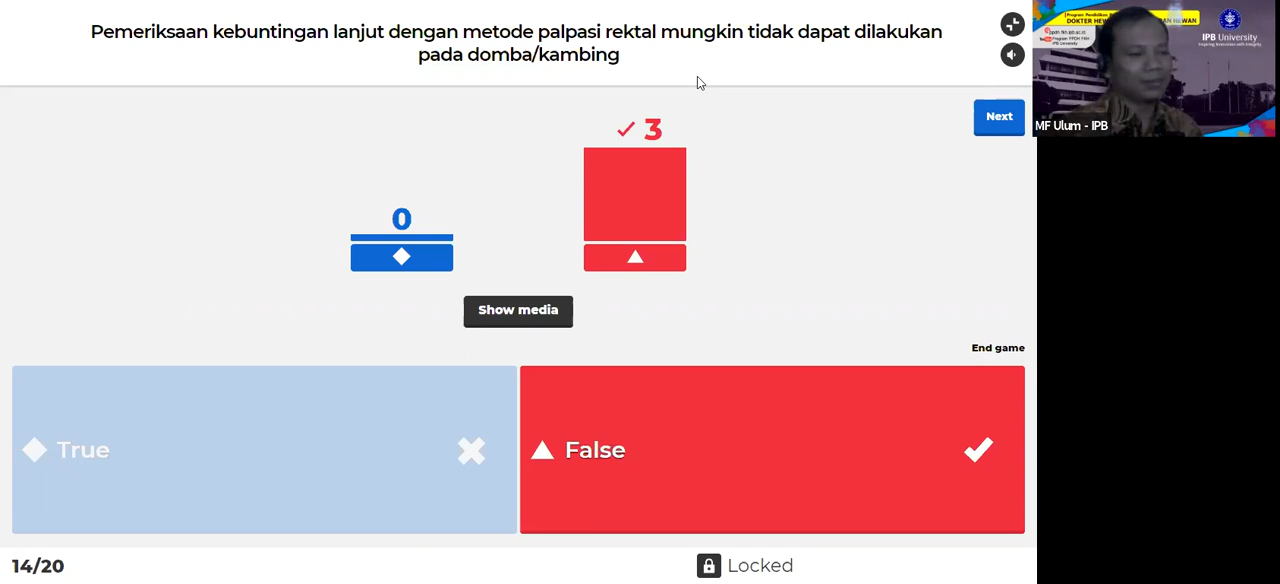 Pemeriksaan kebuntingan lanjut dengan metode palpasi rektal mungkin tidak dapat dilakukan
pada domba/kambing
IPB University
MF Ulum - IPB
Next
3
0
Show media
End game
True
False
14/20
Locked